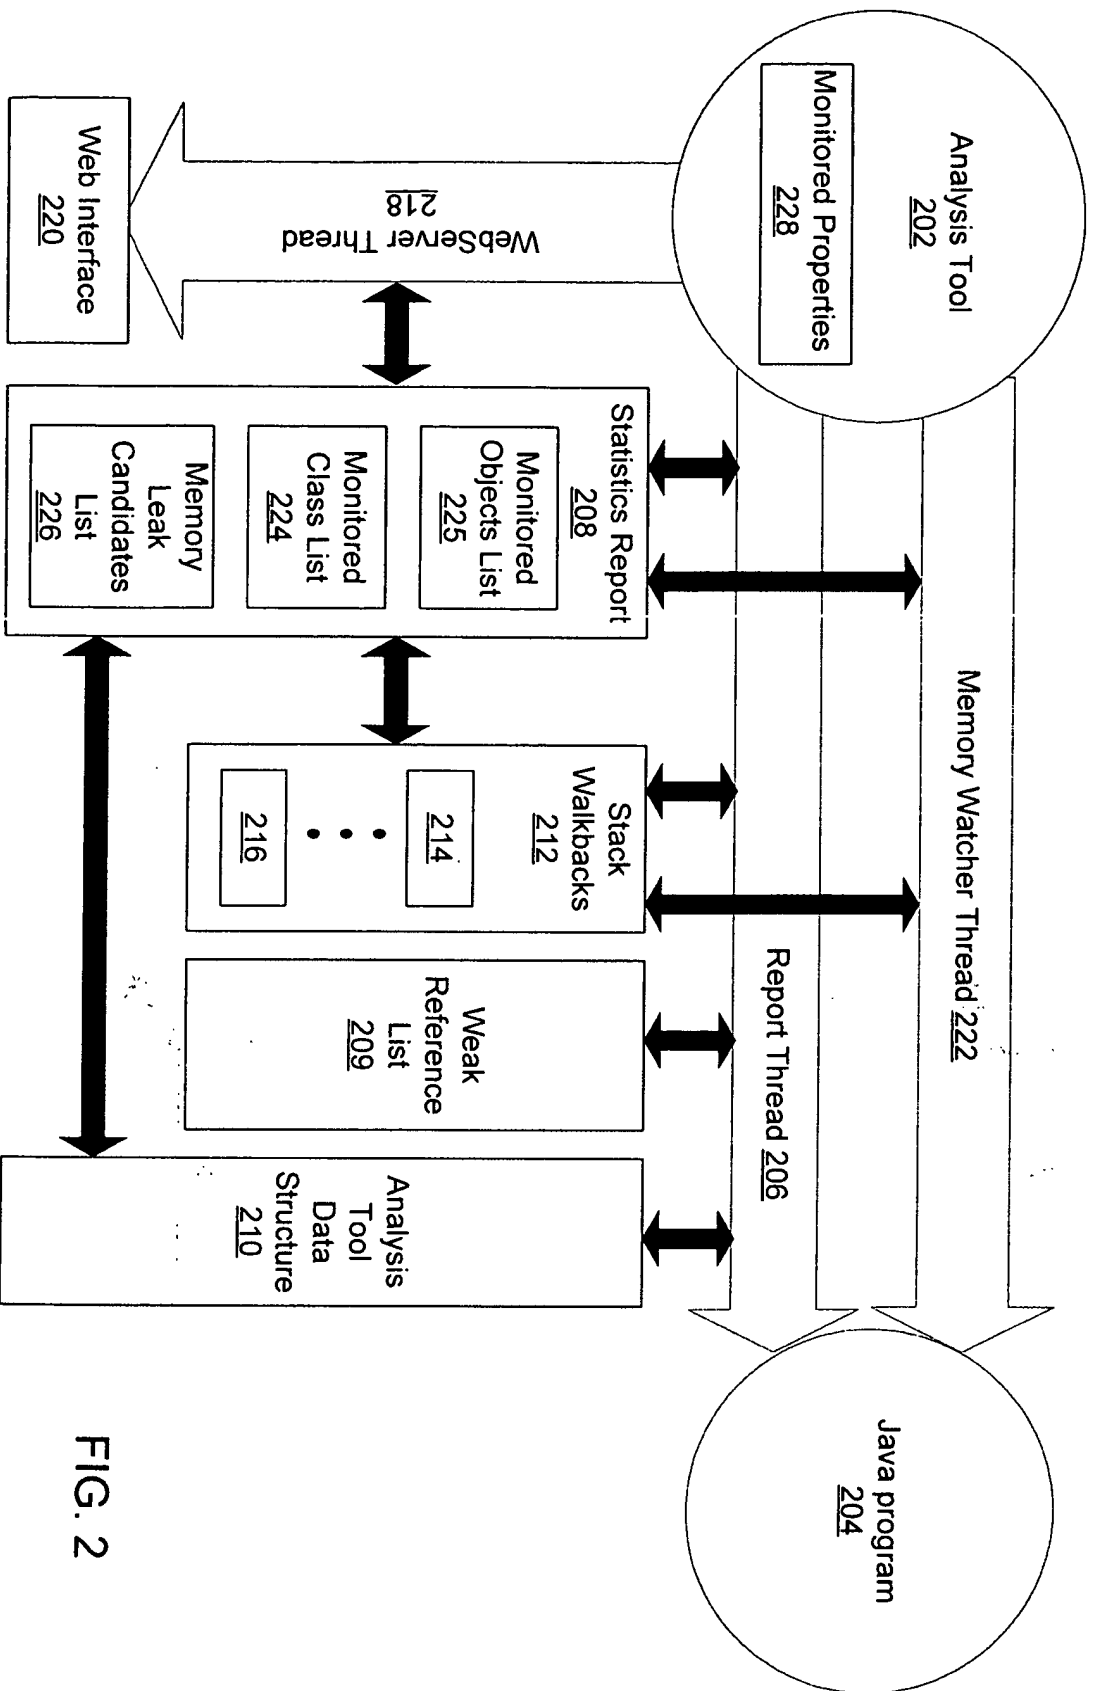 Analysis Tool
202
Monitored Properties
228
Memory Watcher Thread 222
Report Thread 206
Java program
204
WebServer Thread
218
Web Interface
220
Statistics Report
208
Monitored
Objects List
225
Monitored
Class List
224
Memory
Leak
Candidates
List
226
Stack
Walkbacks
212
214
216
Weak
Reference
List
209
Analysis
Tool
Data
Structure
210
FIG. 2